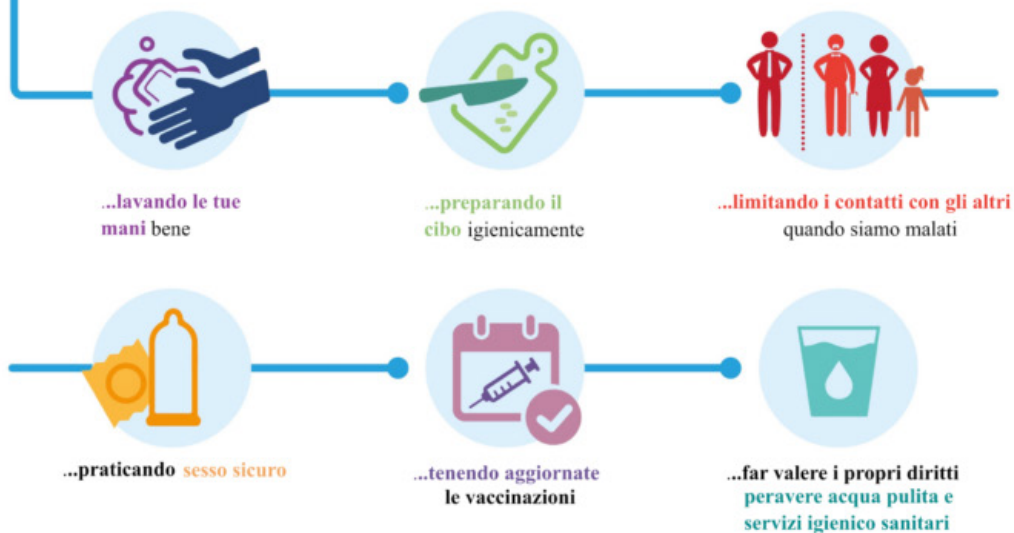 ...lavando le tue
mani bene
...preparando il
cibo igienicamente
...limitando i contatti con gli altri
quando siamo malati
...praticando sesso sicuro
...tenendo aggiornate
le vaccinazioni
...far valere i propri diritti
peravere acqua pulita e
servizi igienico sanitari